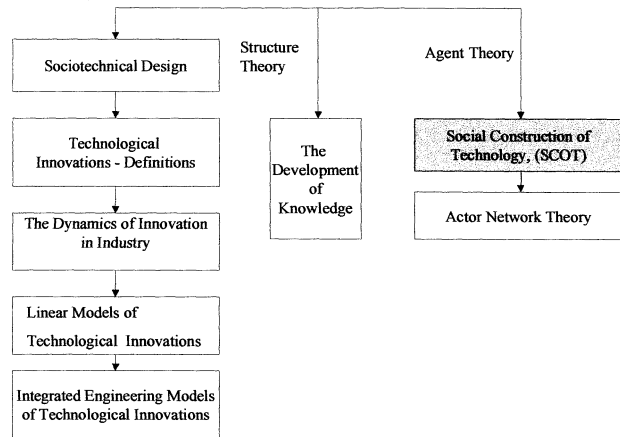 Sociotechnical Design
Technological
Innovations - Definitions
The Dynamics of Innovation
in Industry
Linear Models of
Technological Innovations
Integrated Engineering Models
of Technological Innovations
Structure
Theory
The
Development
of
Knowledge
Agent Theory
Social Construction of
Technology, (SCOT)
Actor Network Theory